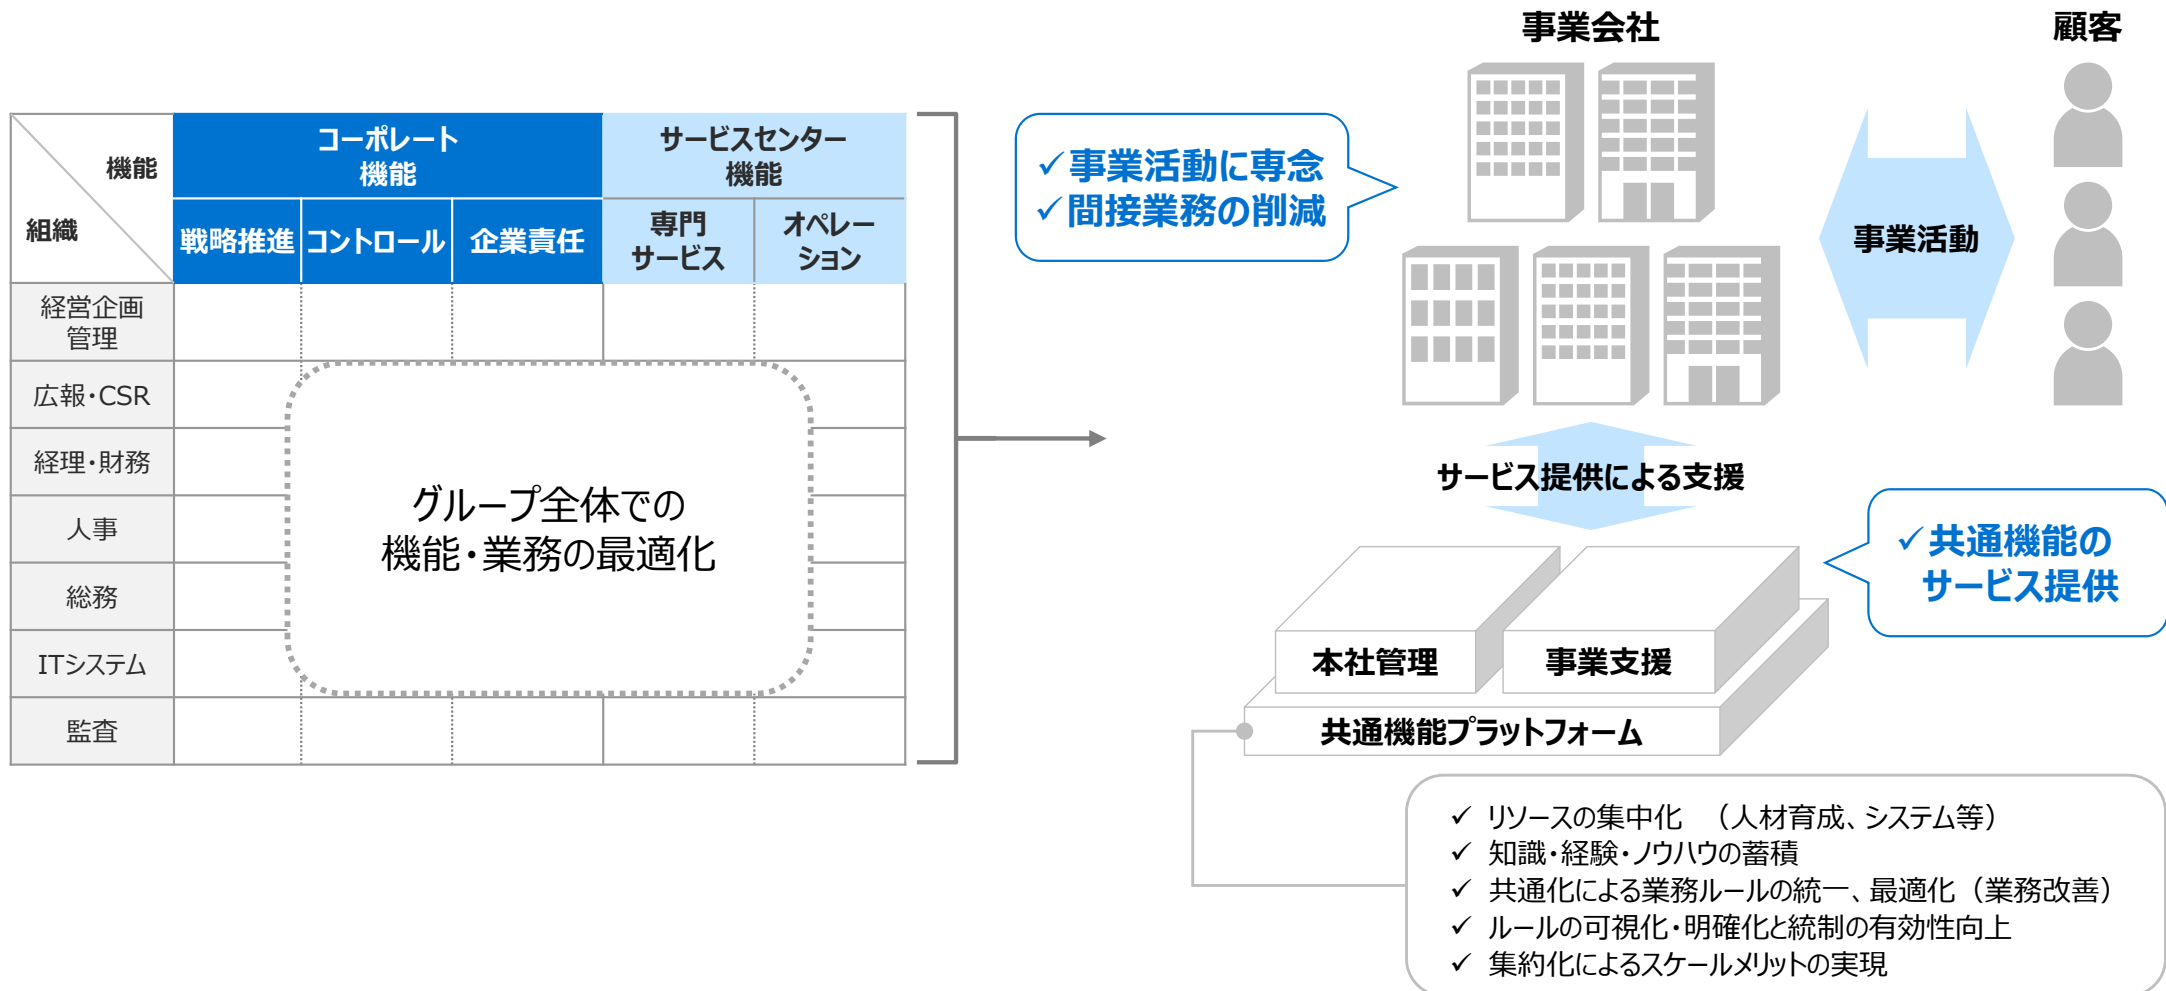 機能
組織
コーポレート
機能
サービスセンター
機能
戦略推進
コントロール
企業責任
専門
サービス
オペレー
ション
経営企画
管理
広報・CSR
経理・財務
人事
総務
ITシステム
監査
グループ全体での
機能・業務の最適化
✓事業活動に専念
✓間接業務の削減
事業会社
顧客
事業活動
サービス提供による支援
✓共通機能の
サービス提供
本社管理
事業支援
共通機能プラットフォーム
✓ リソースの集中化 （人材育成、システム等）
✓ 知識・経験・ノウハウの蓄積
✓ 共通化による業務ルールの統一、最適化（業務改善）
✓ ルールの可視化・明確化と統制の有効性向上
✓ 集約化によるスケールメリットの実現